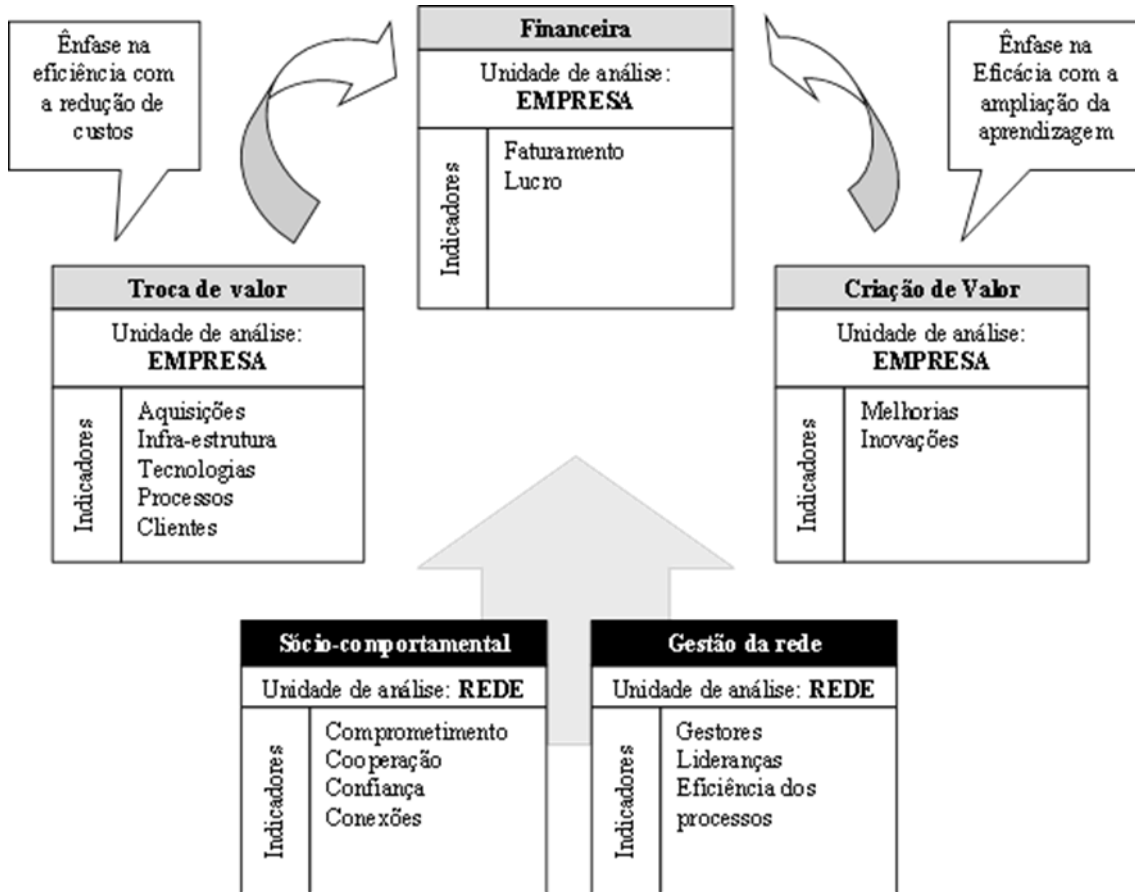 Ênfase na
eficiência com
a redução de
custos
Financeira
Unidade de análise:
EMPRESA
Indicadores
Faturamento
Lucro
Ênfase na
Eficácia com a
ampliação da
aprendizagem
Troca de valor
Unidade de análise:
EMPRESA
Indicadores
Aquisições
Infra-estrutura
Tecnologias
Processos
Clientes
Criação de Valor
Unidade de análise:
EMPRESA
Indicadores
Melhorias
Inovações
Sócio-comportamental
Unidade de análise: REDE
Indicadores
Comprometimento
Cooperação
Confiança
Conexões
Gestão da rede
Unidade de análise: REDE
Indicadores
Gestores
Lideranças
Eficiência dos
processos